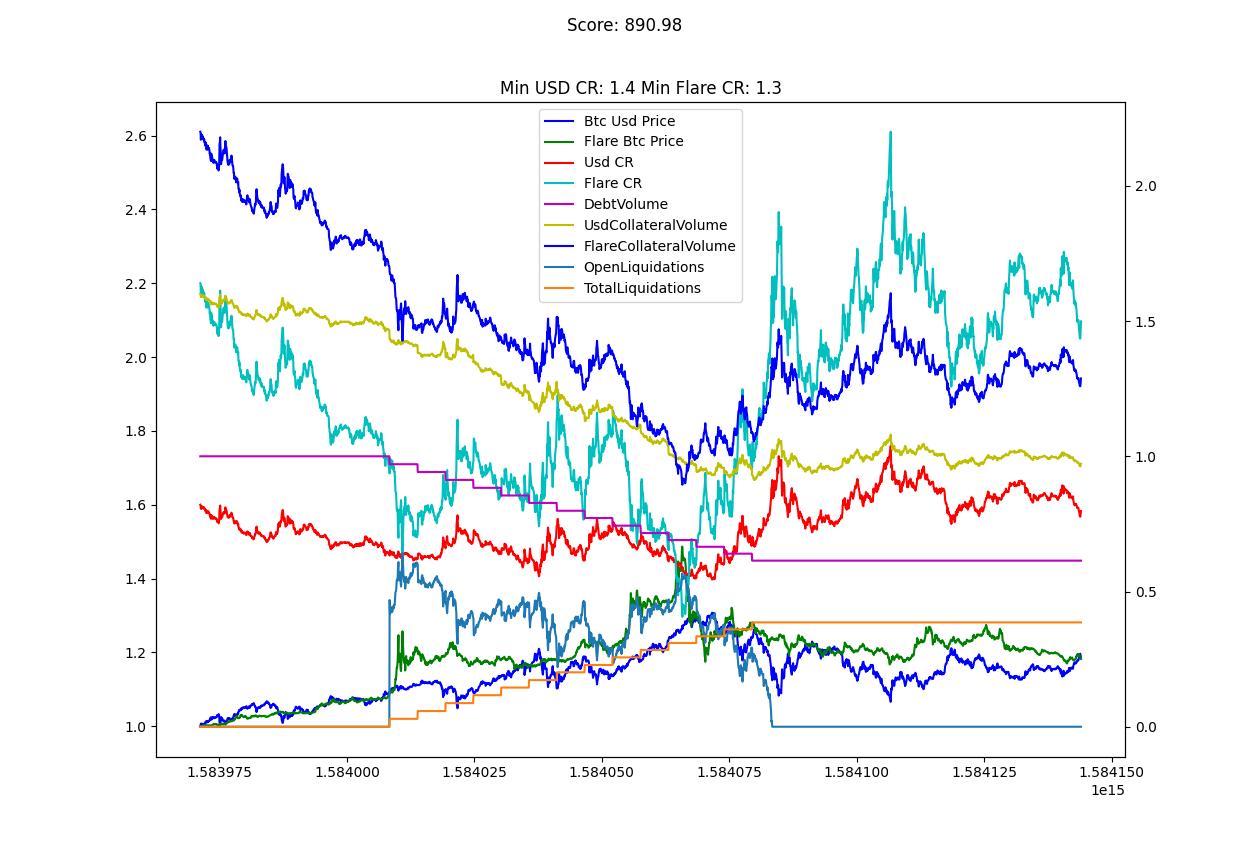 Score: 890.98
Min USD CR: 1.4 Min Flare CR: 1.3
Btc Usd Price
Flare Btc Price
Usd CR
Flare CR
DebtVolume
UsdCollateralVolume
FlareCollateralVolume
OpenLiquidations
TotalLiquidations
2.6
2.4
2.2
2.0
1.8
1.6
1.4
1.2
1.0
2.0
1.5
1.0
0.5
0.0
1.583975 1.584000 1.584025 1.584050 1.584075 1.584100 1.584125 1.584150
1e15